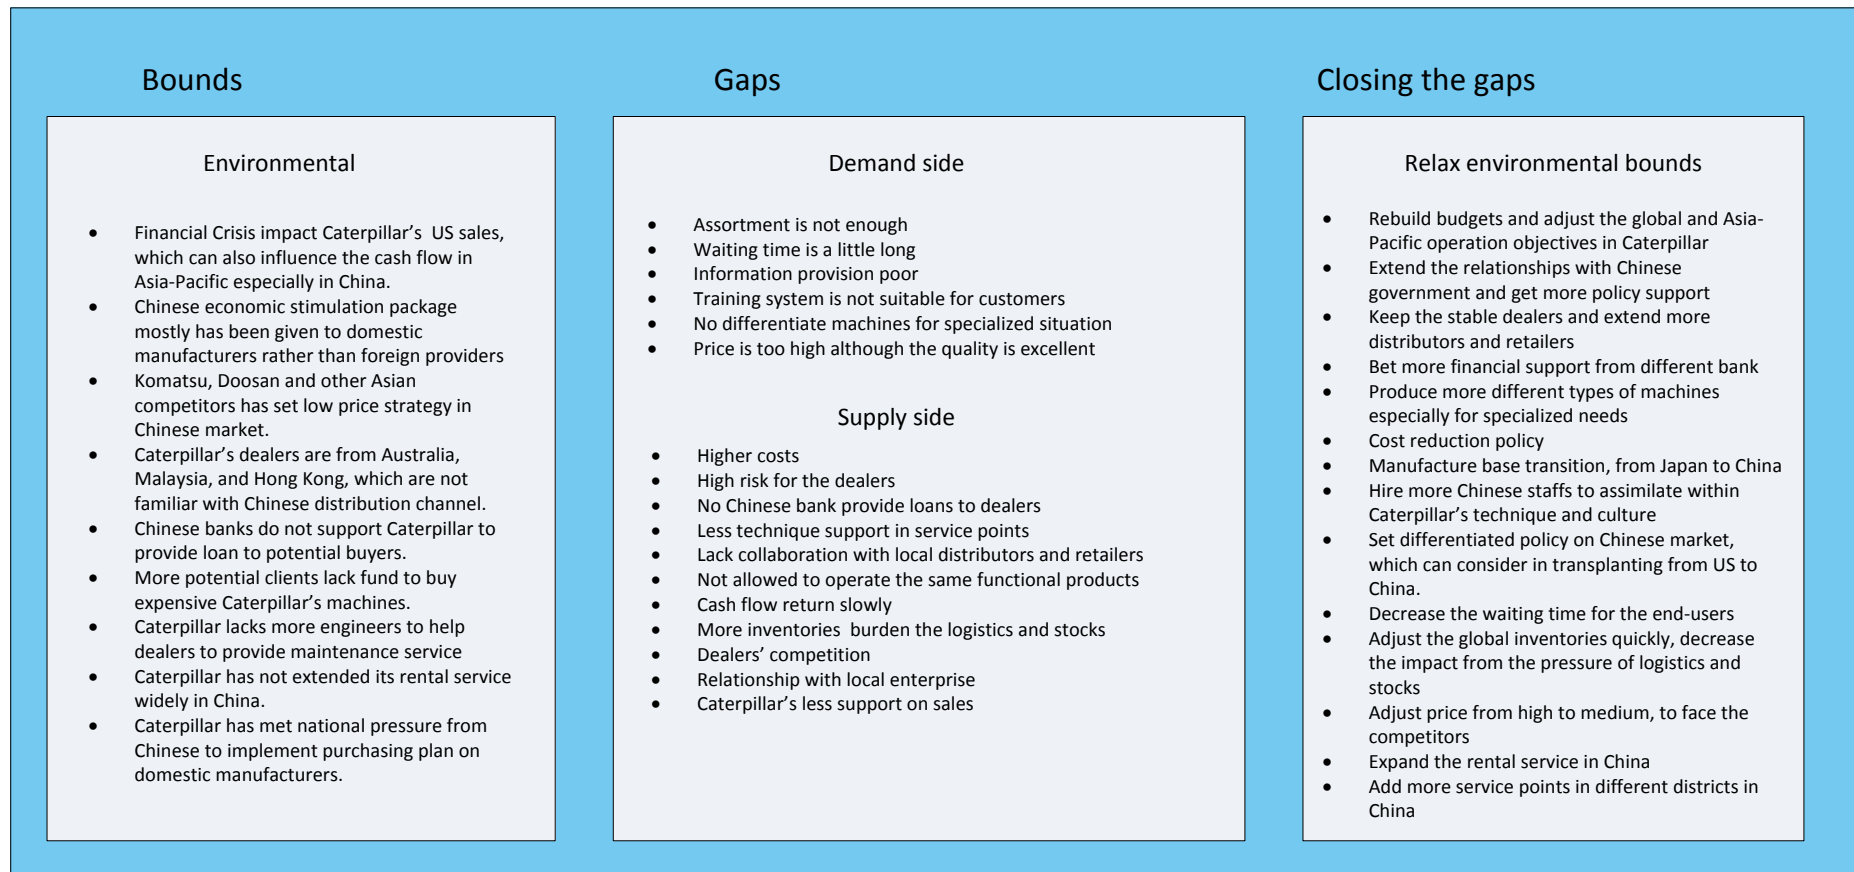 Bounds
Environmental
• Financial Crisis impact Caterpillar’s  US sales,
which can also influence the cash flow in
Asia-Pacific especially in China.
• Chinese economic stimulation package
mostly has been given to domestic
manufacturers rather than foreign providers
• Komatsu, Doosan and other Asian
competitors has set low price strategy in
Chinese market.
• Caterpillar’s dealers are from Australia,
Malaysia, and Hong Kong, which are not
familiar with Chinese distribution channel.
• Chinese banks do not support Caterpillar to
provide loan to potential buyers.
• More potential clients lack fund to buy
expensive Caterpillar’s machines.
• Caterpillar lacks more engineers to help
dealers to provide maintenance service
• Caterpillar has not extended its rental service
widely in China.
• Caterpillar has met national pressure from
Chinese to implement purchasing plan on
domestic manufacturers.
Gaps
Demand side
• Assortment is not enough
• Waiting time is a little long
• Information provision poor
• Training system is not suitable for customers
• No differentiate machines for specialized situation
• Price is too high although the quality is excellent
Supply side
• Higher costs
• High risk for the dealers
• No Chinese bank provide loans to dealers
• Less technique support in service points
• Lack collaboration with local distributors and retailers
• Not allowed to operate the same functional products
• Cash flow return slowly
• More inventories  burden the logistics and stocks
• Dealers’ competition
• Relationship with local enterprise
• Caterpillar’s less support on sales
Closing the gaps
Relax environmental bounds
• Rebuild budgets and adjust the global and Asia-
Pacific operation objectives in Caterpillar
• Extend the relationships with Chinese
government and get more policy support
• Keep the stable dealers and extend more
distributors and retailers
• Bet more financial support from different bank
• Produce more different types of machines
especially for specialized needs
• Cost reduction policy
• Manufacture base transition, from Japan to China
• Hire more Chinese staffs to assimilate within
Caterpillar’s technique and culture
• Set differentiated policy on Chinese market,
which can consider in transplanting from US to
China.
• Decrease the waiting time for the end-users
• Adjust the global inventories quickly, decrease
the impact from the pressure of logistics and
stocks
• Adjust price from high to medium, to face the
competitors
• Expand the rental service in China
• Add more service points in different districts in
China